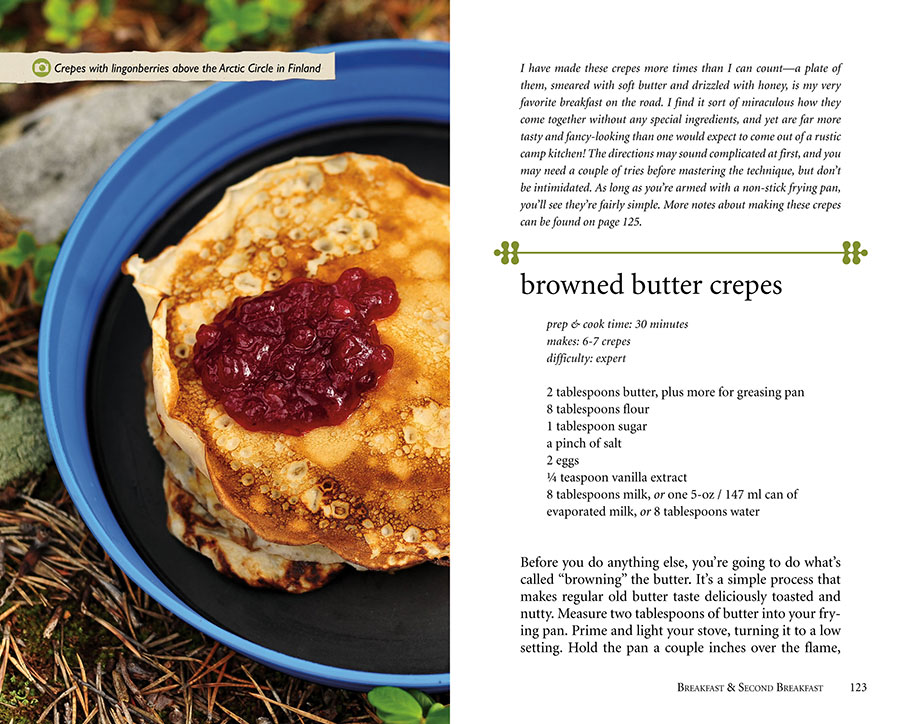 Crepes with lingonberries above the Arctic Circle in Finland
I have made these crepes more times than I can count—a plate of
them, smeared with soft butter and drizzled with honey, is my very
favorite breakfast on the road. I find it sort of miraculous how they
come together without any special ingredients, and yet are far more
tasty and fancy-looking than one would expect to come out of a rustic
camp kitchen! The directions may sound complicated at first, and you
may need a couple of tries before mastering the technique, but don’t
be intimidated. As long as you’re armed with a non-stick frying pan,
you’ll see they’re fairly simple. More notes about making these crepes
can be found on page 125.
browned butter crepes
prep & cook time: 30 minutes
makes: 6-7 crepes
difficulty: expert
2 tablespoons butter, plus more for greasing pan
8 tablespoons flour
1 tablespoon sugar
a pinch of salt
2 eggs
¼ teaspoon vanilla extract
8 tablespoons milk, or one 5-oz / 147 ml can of
evaporated milk, or 8 tablespoons water
Before you do anything else, you’re going to do what’s
called “browning” the butter. It’s a simple process that
makes regular old butter taste deliciously toasted and
nutty. Measure two tablespoons of butter into your fry-
ing pan. Prime and light your stove, turning it to a low
setting. Hold the pan a couple inches over the flame,
Breakfast & Second Breakfast 123